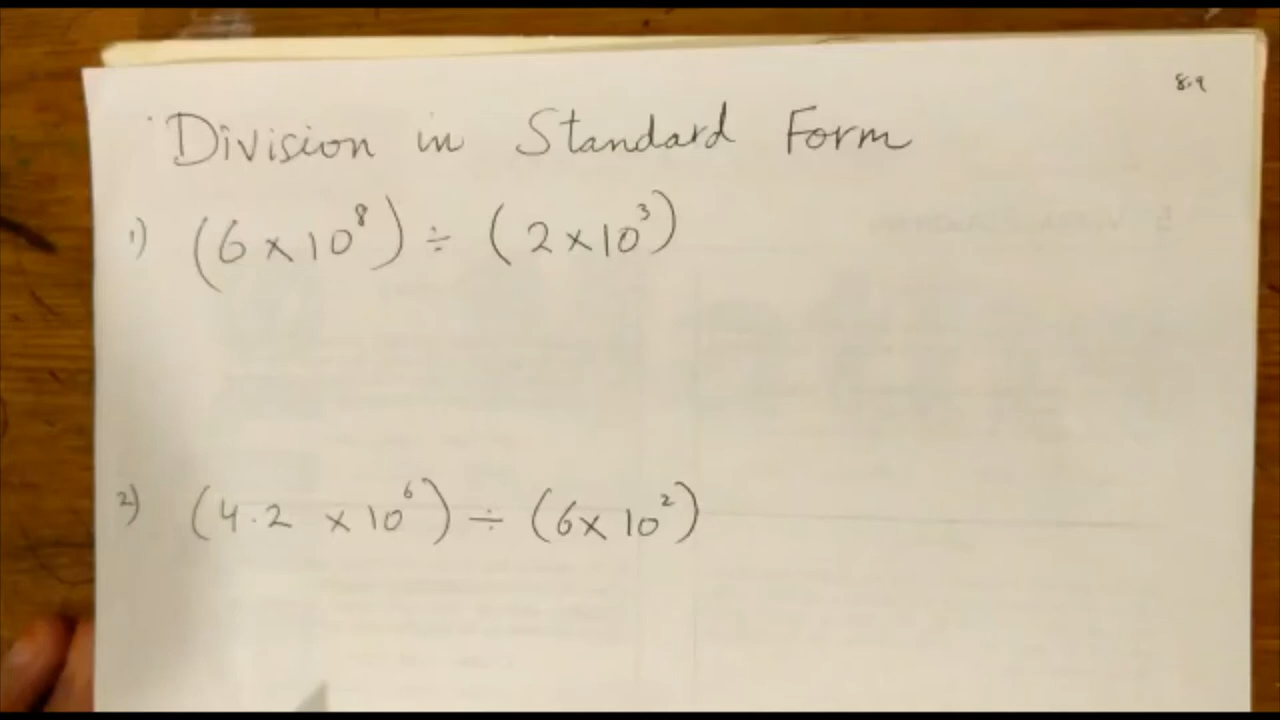 8.9
Division in Standard Form
1) (6 × 10⁸) ÷ (2 × 10³)
2) (4.2 × 10⁶) ÷ (6 × 10²)